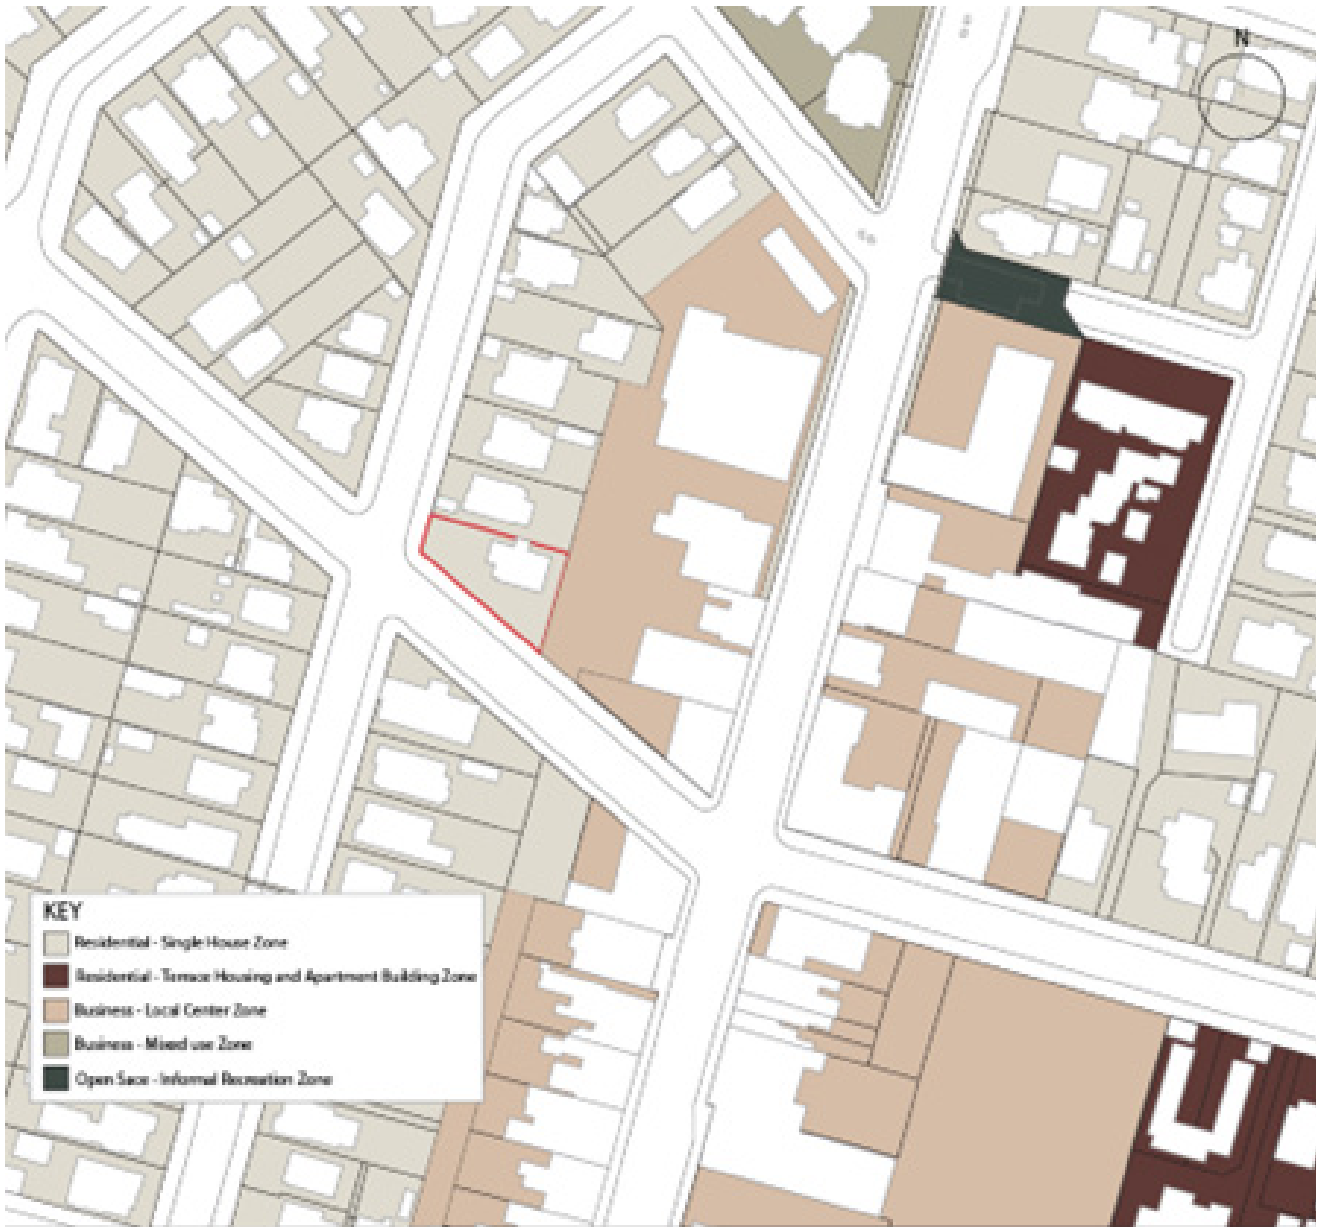 N
KEY
Residential - Single House Zone
Residential - Terrace Housing and Apartment Building Zone
Business - Local Center Zone
Business - Mixed use Zone
Open Sace - Informal Recreation Zone